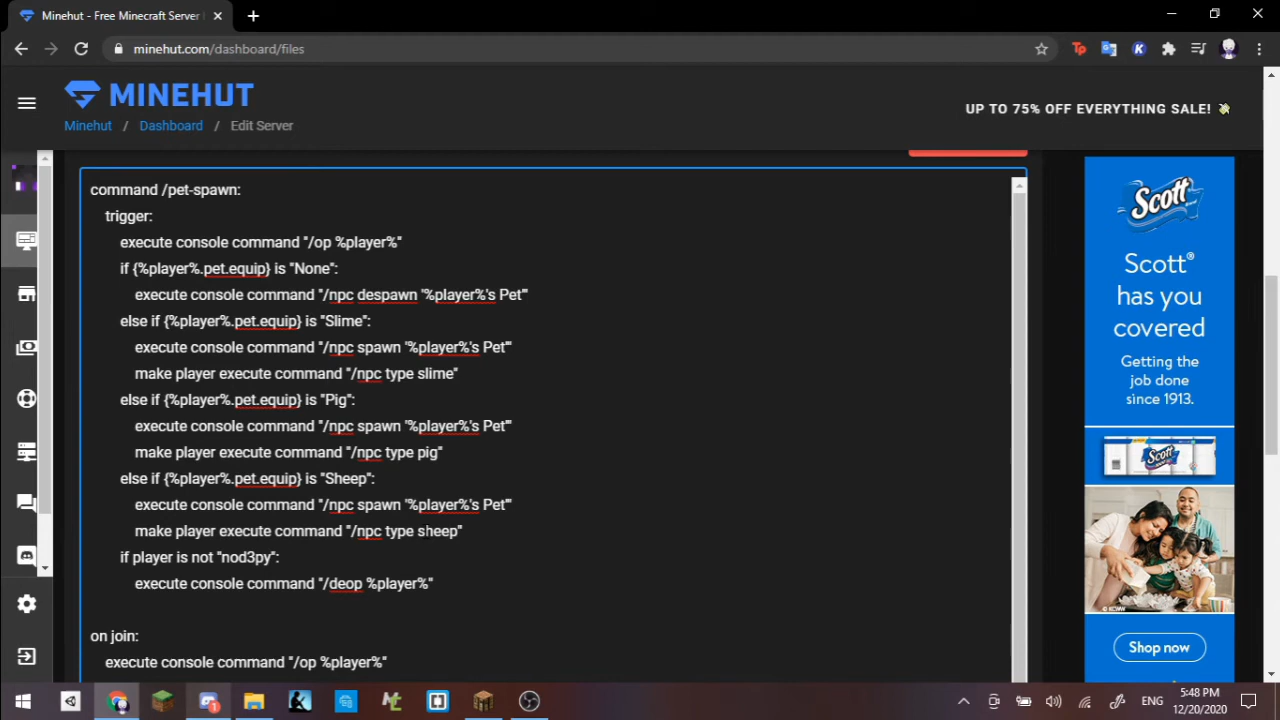 Minehut - Free Minecraft Server
minehut.com/dashboard/files
MINEHUT
Minehut / Dashboard / Edit Server
UP TO 75% OFF EVERYTHING SALE!
command /pet-spawn:
trigger:
execute console command "/op %player%"
if {%player%.pet.equip} is "None":
execute console command "/npc despawn '%player%'s Pet'"
else if {%player%.pet.equip} is "Slime":
execute console command "/npc spawn '%player%'s Pet'"
make player execute command "/npc type slime"
else if {%player%.pet.equip} is "Pig":
execute console command "/npc spawn '%player%'s Pet'"
make player execute command "/npc type pig"
else if {%player%.pet.equip} is "Sheep":
execute console command "/npc spawn '%player%'s Pet'"
make player execute command "/npc type sheep"
if player is not "nod3py":
execute console command "/deop %player%"
on join:
execute console command "/op %player%"
Scott
Scott®
has you
covered
Getting the
job done
since 1913.
Scott
© KCWW
Shop now
ENG
5:48 PM
12/20/2020